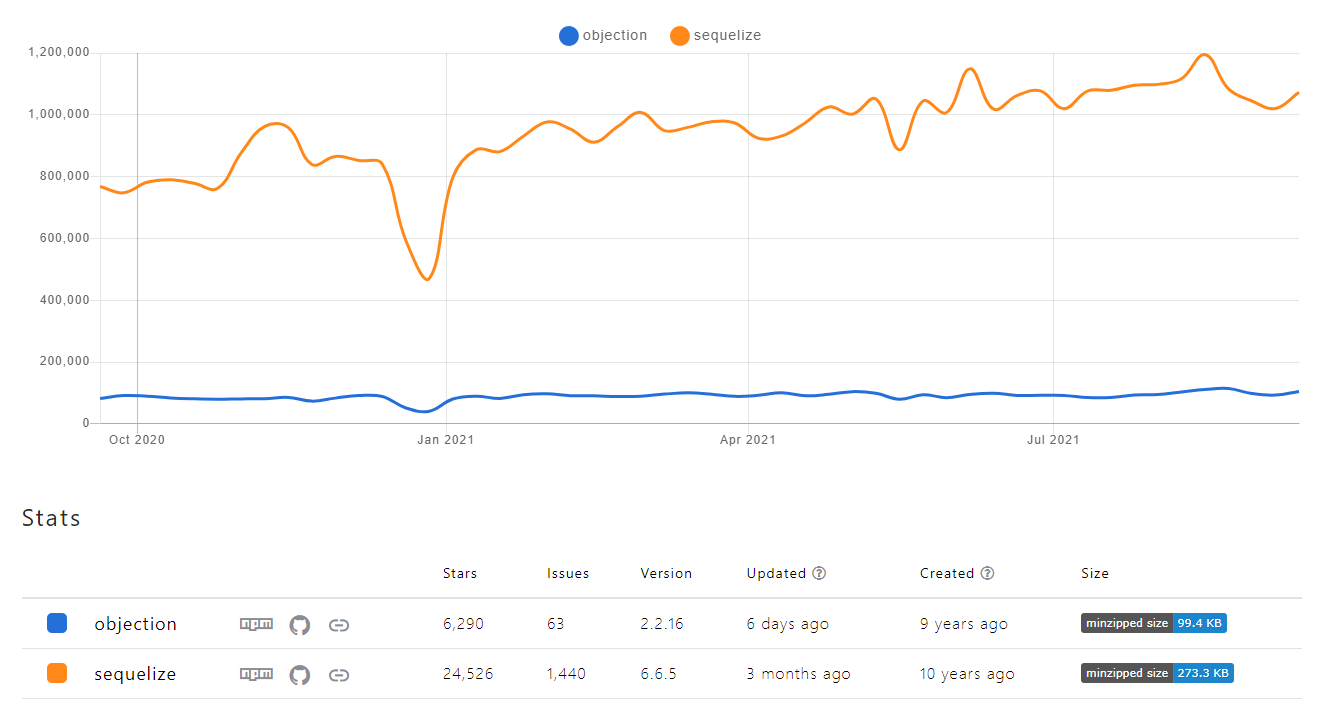 objection sequelize
1,200,000
1,000,000
800,000
600,000
400,000
200,000
0
Oct 2020 Jan 2021 Apr 2021 Jul 2021
Stats
Stars Issues Version Updated ? Created ? Size
objection npm 6,290 63 2.2.16 6 days ago 9 years ago minzipped size 99.4 KB
sequelize npm 24,526 1,440 6.6.5 3 months ago 10 years ago minzipped size 273.3 KB